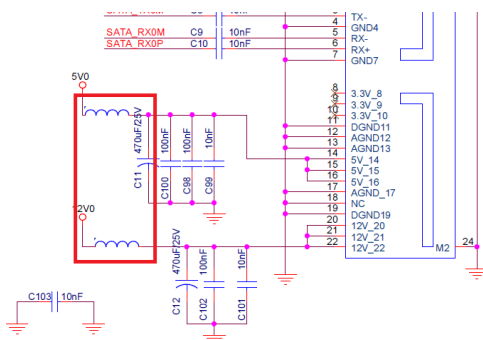 SATA_RX0M C9 10nF
SATA_RX0P C10 10nF
TX-
4 GND4
5 RX-
6 RX+
7 GND7
8 3.3V_8
9 3.3V_9
10 3.3V_10
11 DGND11
12 AGND12
13 AGND13
14 5V_14
15 5V_15
16 5V_16
17 AGND_17
18 NC
19 DGND19
20 12V_20
21 12V_21
22 12V_22
M2 24
5V0
470uF/25V
100nF
100nF
10nF
C11
C100
C98
C99
12V0
470uF/25V
100nF
10nF
C12
C102
C101
C103 10nF